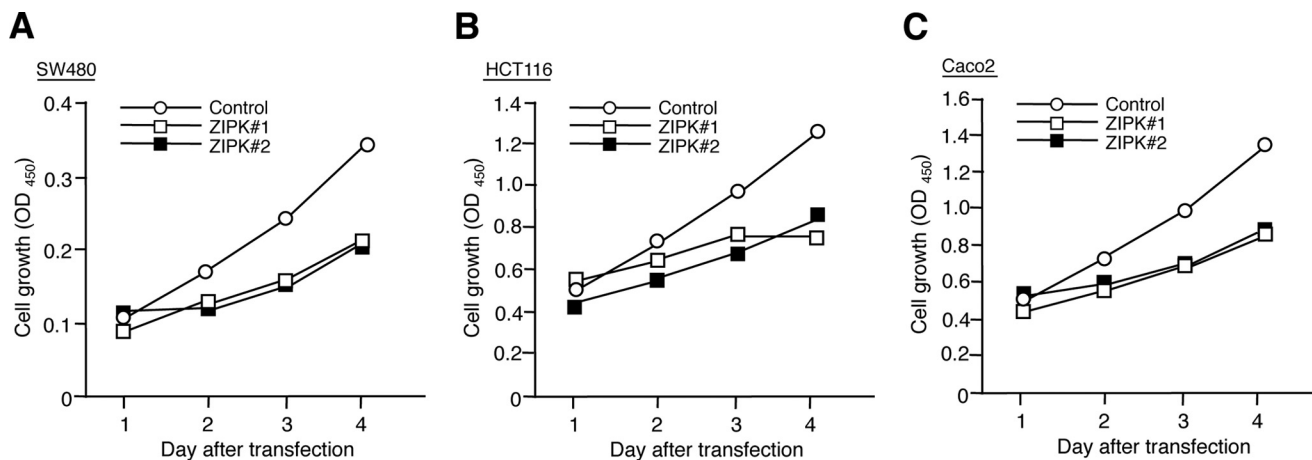 A
SW480
Control
ZIPK#1
ZIPK#2
Cell growth (OD 450)
0.4
0.3
0.2
0.1
0
1 2 3 4
Day after transfection
B
HCT116
Control
ZIPK#1
ZIPK#2
Cell growth (OD 450)
1.4
1.2
1.0
0.8
0.6
0.4
0.2
0
1 2 3 4
Day after transfection
C
Caco2
Control
ZIPK#1
ZIPK#2
Cell growth (OD 450)
1.6
1.4
1.2
1.0
0.8
0.6
0.4
0.2
0
1 2 3 4
Day after transfection